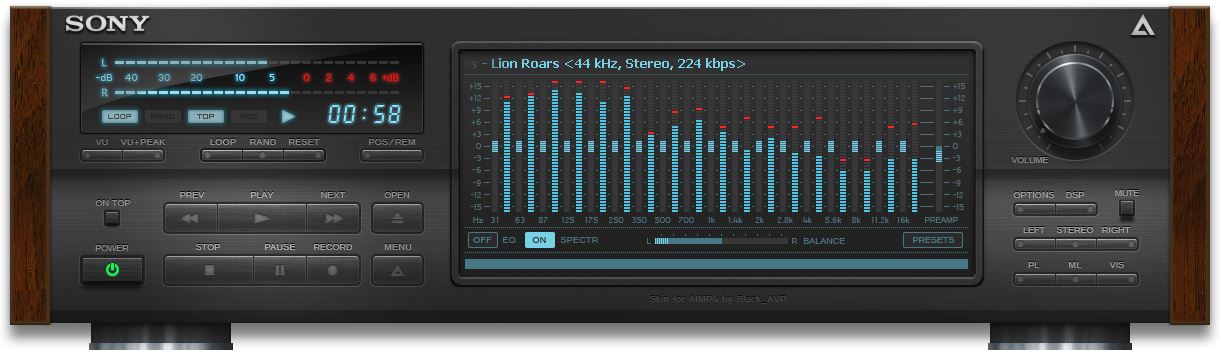 SONY
L
-dB 40 30 20 10 5 0 2 4 6 +dB
R
LOOP RAND TOP REC 00:58
VU VU+PEAK LOOP RAND RESET POS/REM
PREV PLAY NEXT OPEN
ON TOP
POWER STOP PAUSE RECORD MENU
- Lion Roars <44 kHz, Stereo, 224 kbps>
+15 +15
+12 +12
+9 +9
+6 +6
+3 +3
0 0
-3 -3
-6 -6
-9 -9
-12 -12
-15 -15
Hz 31 63 87 125 175 250 350 500 700 1k 1.4k 2k 2.8k 4k 5.6k 8k 11.2k 16k PREAMP
OFF EQ ON SPECTR L R BALANCE PRESETS
Skin for AIMP4 by Black_AVP
VOLUME
OPTIONS DSP MUTE
LEFT STEREO RIGHT
PL ML VIS